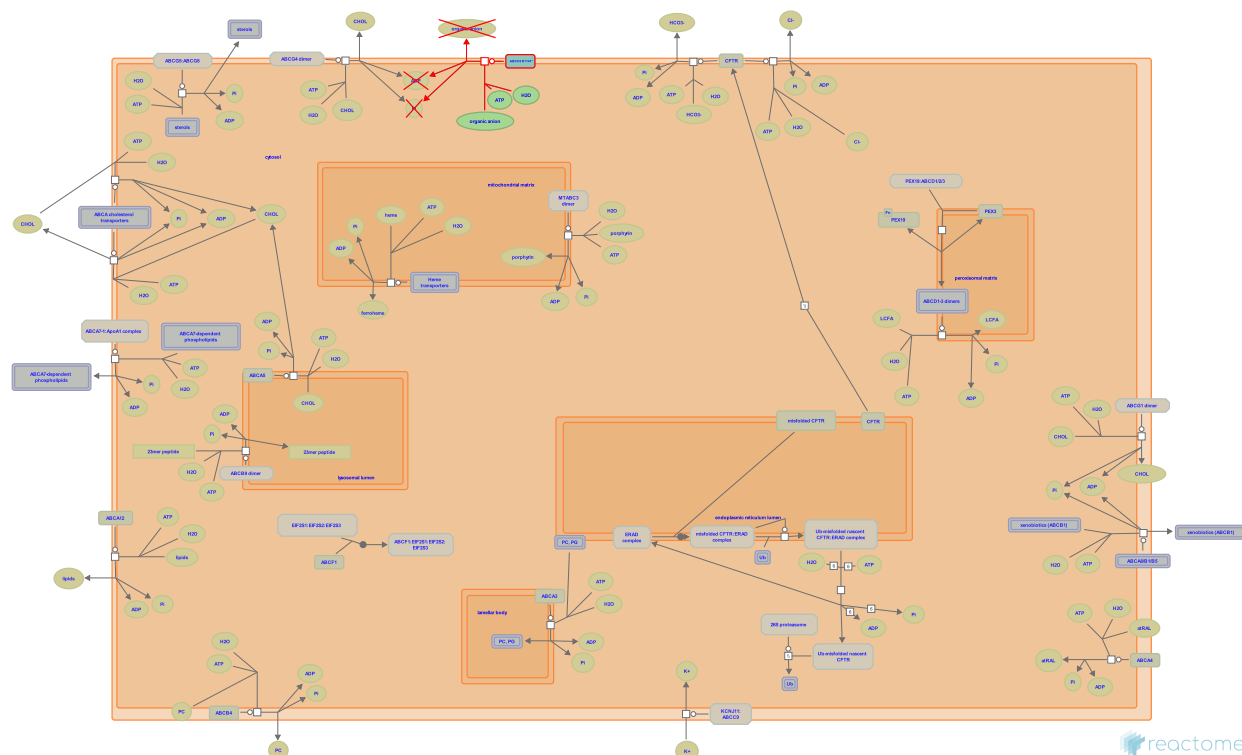 CHOL
HCO3-
Cl-
sterols
ABCG5:ABCG8
ABCG4 dimer
CFTR
H2O
ATP
Pi
ADP
sterols
ATP
H2O
CHOL
ATP
H2O
organic anion
Pi
ADP
ATP
H2O
HCO3-
Pi
ADP
ATP
H2O
Cl-
ATP
H2O
cytosol
mitochondrial matrix
MTABC3
dimer
PEX19:ABCD1/2/3
PEX19
PEX3
ABCA cholesterol
transporters
CHOL
Pi
ADP
CHOL
ATP
H2O
Pi
ADP
heme
ATP
H2O
porphyrin
H2O
porphyrin
ATP
ADP
Pi
Heme
transporters
ferroheme
peroxisomal matrix
ABCD1-3 dimers
LCFA
LCFA
H2O
ATP
Pi
ADP
ABCA7-1: ApoA1 complex
ABCA7-dependent
phospholipids
ABCA7-dependent
phospholipids
ATP
H2O
Pi
ADP
ADP
Pi
ATP
H2O
CHOL
ADP
Pi
23mer peptide
23mer peptide
H2O
ATP
ABCB9 dimer
lysosomal lumen
misfolded CFTR
CFTR
endoplasmic reticulum lumen
ABCG1 dimer
ATP
H2O
CHOL
CHOL
Pi
ADP
xenobiotics (ABCB1)
xenobiotics (ABCB1)
H2O
ATP
ABCA12
ATP
H2O
lipids
lipids
ADP
Pi
EIF2S1:EIF2S2:EIF2S3
ABCF1
ABCF1:EIF2S1:EIF2S2:
EIF2S3
PC, PG
ERAD
complex
misfolded CFTR:ERAD
complex
Ub
Ub-misfolded nascent
CFTR:ERAD complex
H2O
6
6
ATP
6
6
Pi
ADP
lamellar body
ABCA3
ATP
H2O
PC, PG
ADP
Pi
26S proteasome
Ub-misfolded nascent
CFTR
Ub
ATP
H2O
atRAL
atRAL
ABCA4
Pi
ADP
H2O
ATP
PC
ABCB4
ADP
Pi
PC
K+
KCNJ11:
ABCC9
K+
reactome